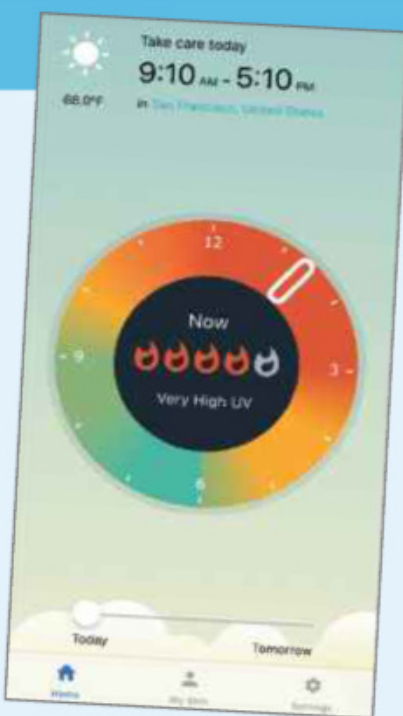 Take care today
9:10 AM - 5:10 PM
68.0°F
in San Francisco, United States
12
Now
9
3
Very High UV
6
Today
Tomorrow
Home
My Skin
Settings